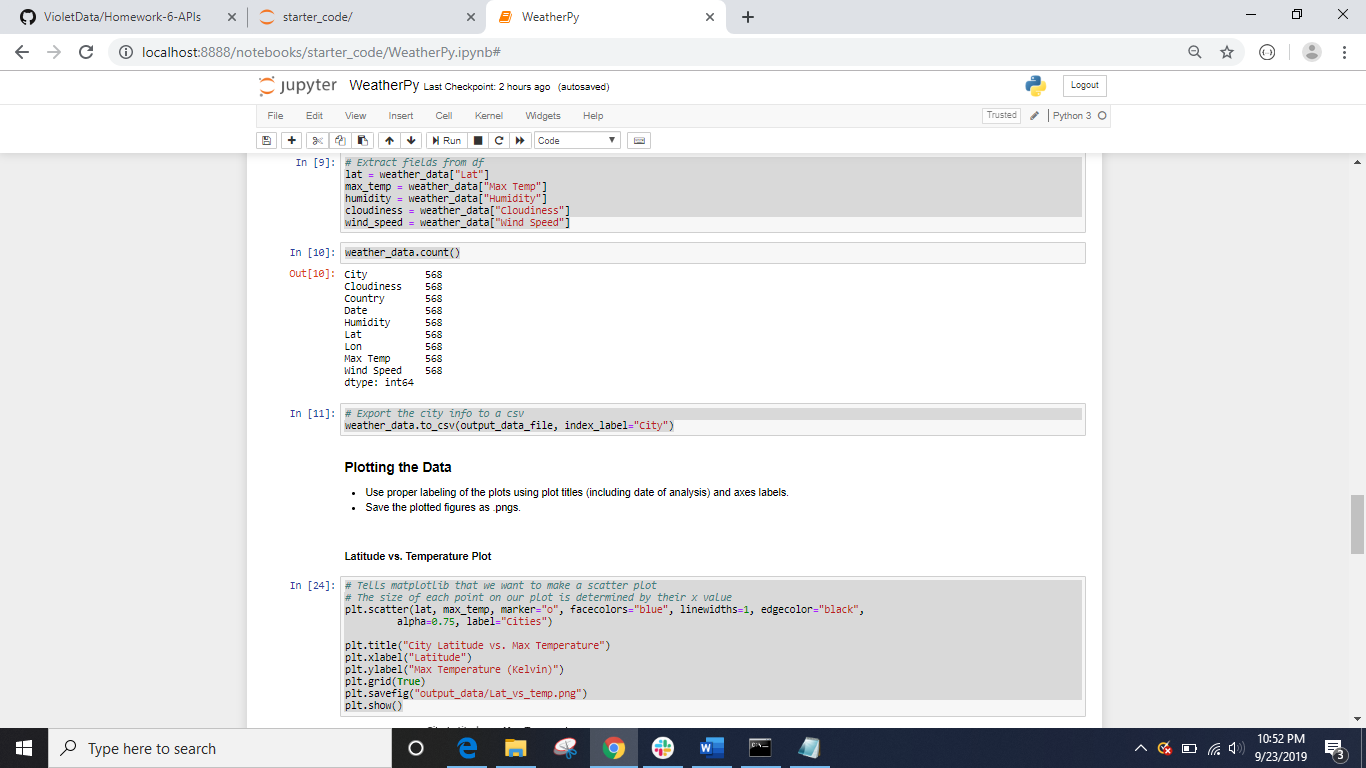 VioletData/Homework-6-APIs
starter_code/
WeatherPy
localhost:8888/notebooks/starter_code/WeatherPy.ipynb#
jupyter WeatherPy Last Checkpoint: 2 hours ago (autosaved)
Logout
File Edit View Insert Cell Kernel Widgets Help
Trusted Python 3
Run Code
In [9]: # Extract fields from df
lat = weather_data["Lat"]
max_temp = weather_data["Max Temp"]
humidity = weather_data["Humidity"]
cloudiness = weather_data["Cloudiness"]
wind_speed = weather_data["Wind Speed"]
In [10]: weather_data.count()
Out[10]: City 568
Cloudiness 568
Country 568
Date 568
Humidity 568
Lat 568
Lon 568
Max Temp 568
Wind Speed 568
dtype: int64
In [11]: # Export the city info to a csv
weather_data.to_csv(output_data_file, index_label="City")
Plotting the Data
• Use proper labeling of the plots using plot titles (including date of analysis) and axes labels.
• Save the plotted figures as .pngs.
Latitude vs. Temperature Plot
In [24]: # Tells matplotlib that we want to make a scatter plot
# The size of each point on our plot is determined by their x value
plt.scatter(lat, max_temp, marker="o", facecolors="blue", linewidths=1, edgecolor="black",
alpha=0.75, label="Cities")
plt.title("City Latitude vs. Max Temperature")
plt.xlabel("Latitude")
plt.ylabel("Max Temperature (Kelvin)")
plt.grid(True)
plt.savefig("output_data/Lat_vs_temp.png")
plt.show()
Type here to search
10:52 PM
9/23/2019
3